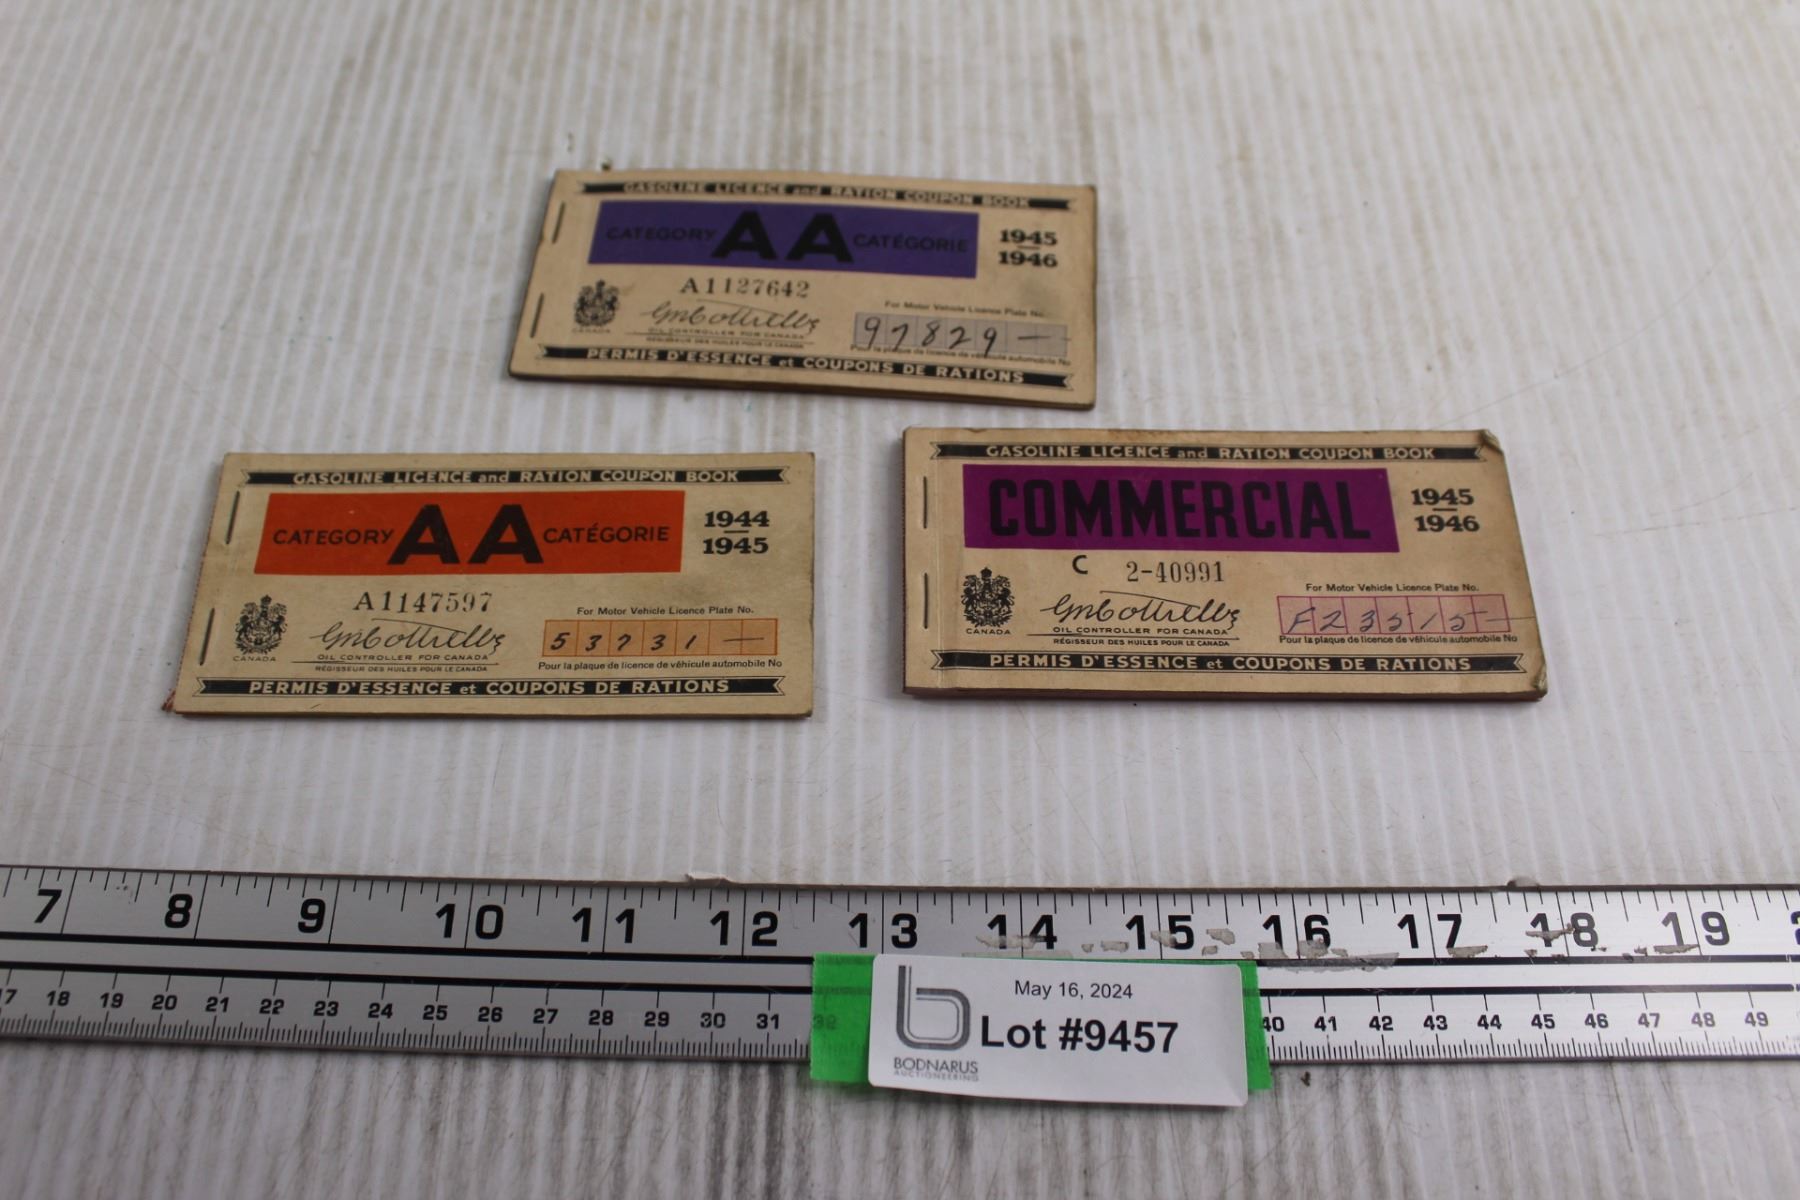 GASOLINE LICENCE and RATION COUPON BOOK
CATEGORY AA CATÉGORIE
1945
1946
A1127642
OIL CONTROLLER FOR CANADA
RÉGISSEUR DES HUILES POUR LE CANADA
CANADA
For Motor Vehicle Licence Plate No.
97829—
Pour la plaque de licence de véhicule automobile No
PERMIS D'ESSENCE et COUPONS DE RATIONS
GASOLINE LICENCE and RATION COUPON BOOK
CATEGORY AA CATÉGORIE
1944
1945
A1147597
OIL CONTROLLER FOR CANADA
RÉGISSEUR DES HUILES POUR LE CANADA
CANADA
For Motor Vehicle Licence Plate No.
53731—
Pour la plaque de licence de véhicule automobile No
PERMIS D'ESSENCE et COUPONS DE RATIONS
GASOLINE LICENCE and RATION COUPON BOOK
COMMERCIAL
1945
1946
C 2-40991
OIL CONTROLLER FOR CANADA
RÉGISSEUR DES HUILES POUR LE CANADA
CANADA
For Motor Vehicle Licence Plate No.
Pour la plaque de licence de véhicule automobile No
PERMIS D'ESSENCE et COUPONS DE RATIONS
7 8 9 10 11 12 13 14 15 16 17 18 19
17 18 19 20 21 22 23 24 25 26 27 28 29 30 31 32 40 41 42 43 44 45 46 47 48 49
May 16, 2024
Lot #9457
BODNARUS
AUCTIONEERING